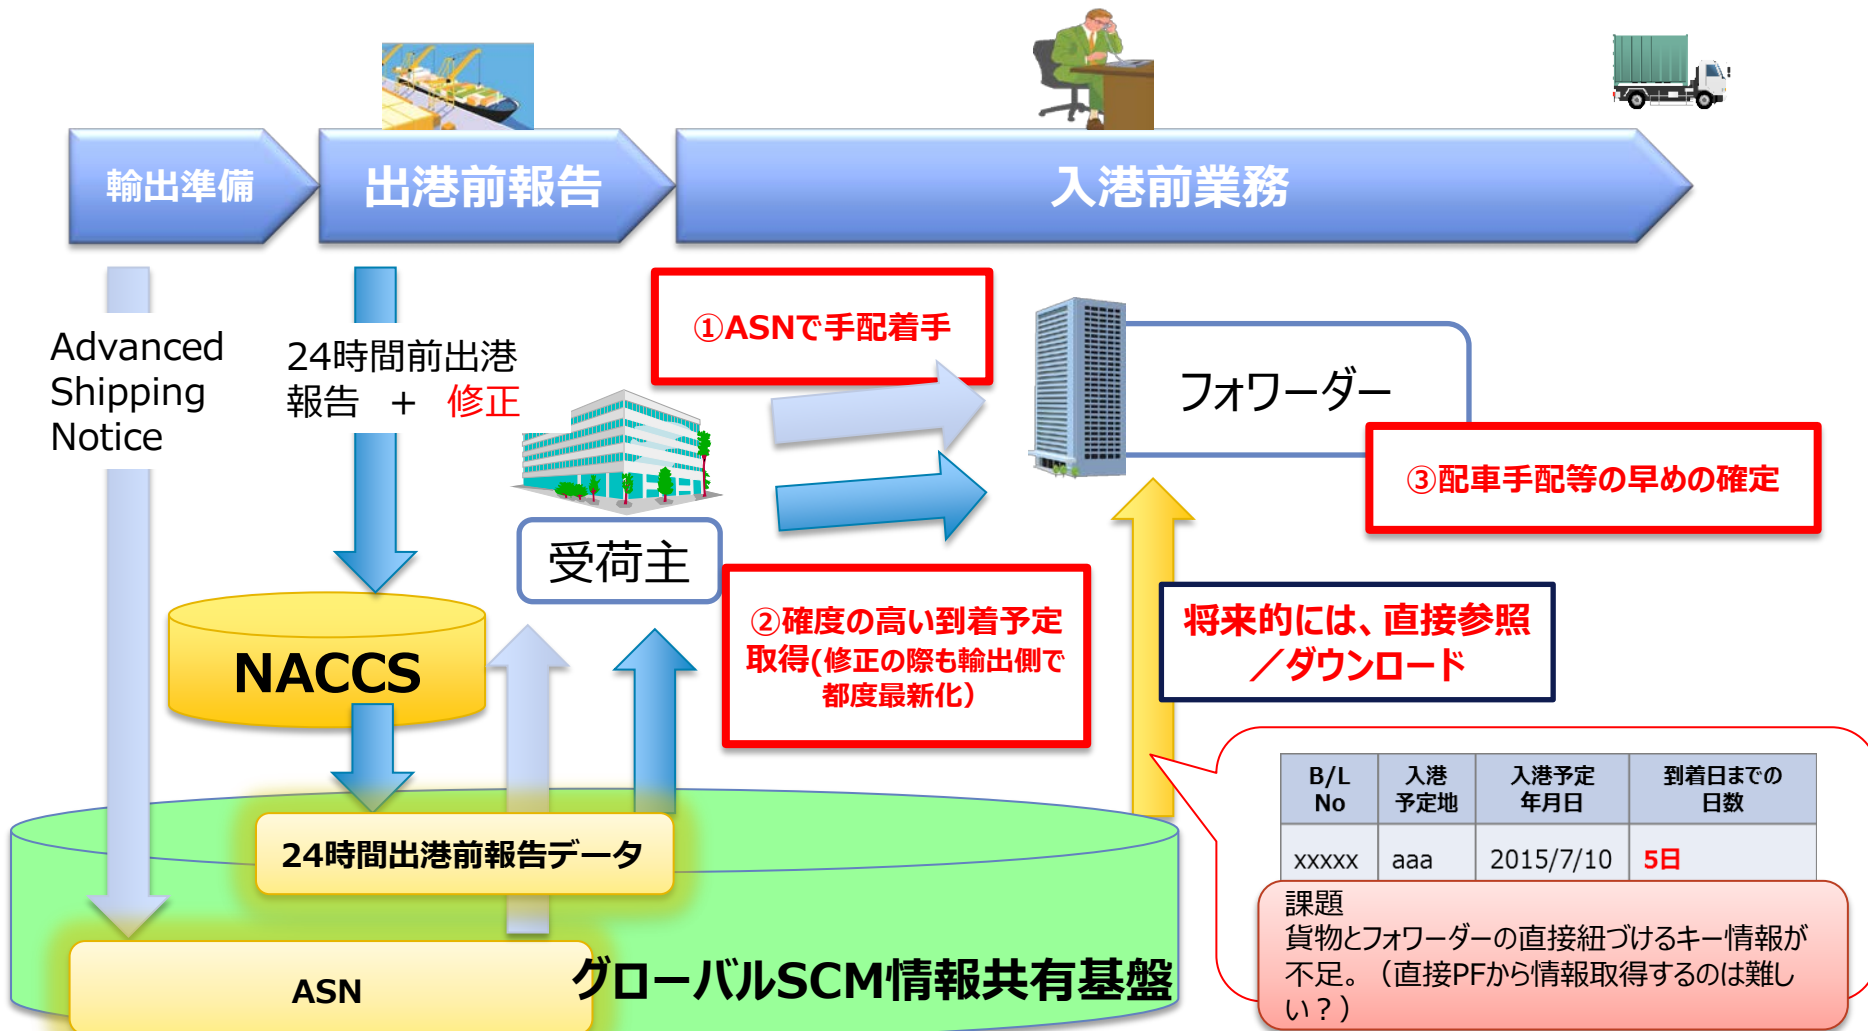 輸出準備
出港前報告
入港前業務
Advanced
Shipping
Notice
24時間前出港
報告 + 修正
①ASNで手配着手
フォワーダー
③配車手配等の早めの確定
受荷主
②確度の高い到着予定
取得(修正の際も輸出側で
都度最新化)
将来的には、直接参照
／ダウンロード
NACCS
24時間出港前報告データ
ASN
グローバルSCM情報共有基盤
B/L
No
入港
予定地
入港予定
年月日
到着日までの
日数
xxxxx aaa 2015/7/10 5日
課題
貨物とフォワーダーの直接紐づけるキー情報が
不足。（直接PFから情報取得するのは難し
い？）